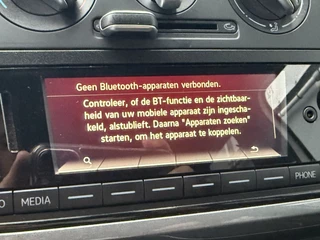 Geen Bluetooth-apparaten verbonden.
Controleer, of de BT-functie en de zichtbaar-
heid van uw mobiele apparaat zijn ingescha-
keld, alstublieft. Daarna "Apparaten zoeken"
starten, om het apparaat te koppelen.
MEDIA
PHONE